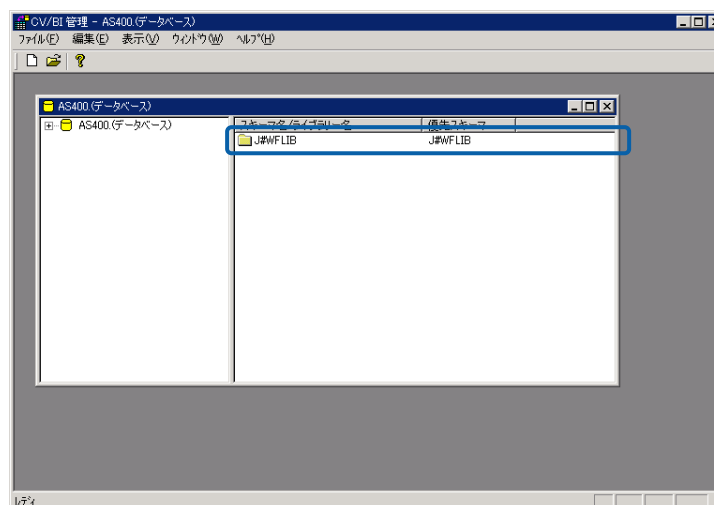 CV/BI 管理 - AS400.(データベース)
ファイル(F) 編集(E) 表示(V) ウィンドウ(W) ヘルプ(H)
AS400.(データベース)
AS400.(データベース)
スキーマ名/ライブラリー名 優先スキーマ
J#WFLIB J#WFLIB
レディ